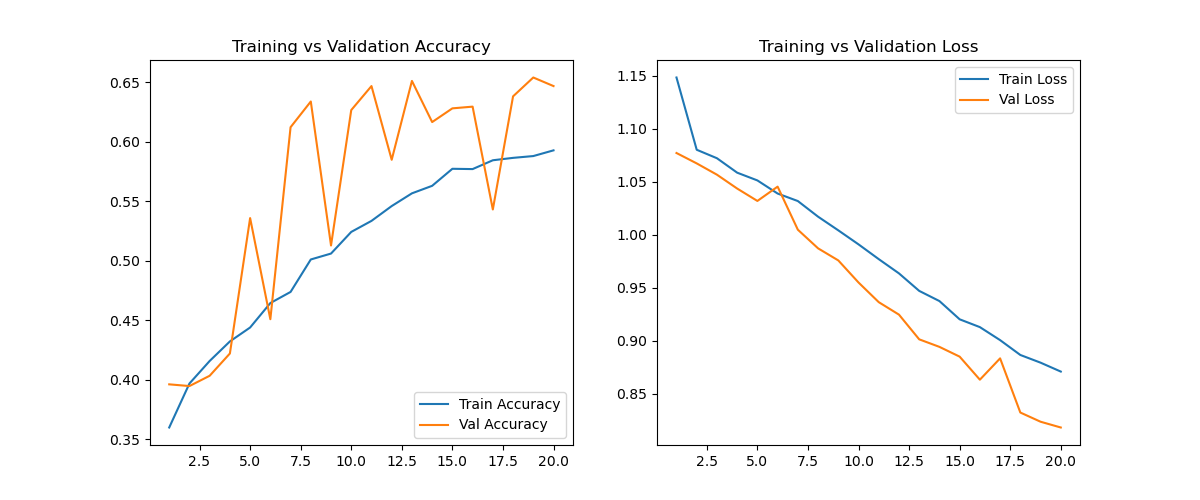 Training vs Validation Accuracy
0.65
0.60
0.55
0.50
0.45
0.40
0.35
2.5 5.0 7.5 10.0 12.5 15.0 17.5 20.0
Train Accuracy
Val Accuracy
Training vs Validation Loss
1.15
1.10
1.05
1.00
0.95
0.90
0.85
2.5 5.0 7.5 10.0 12.5 15.0 17.5 20.0
Train Loss
Val Loss